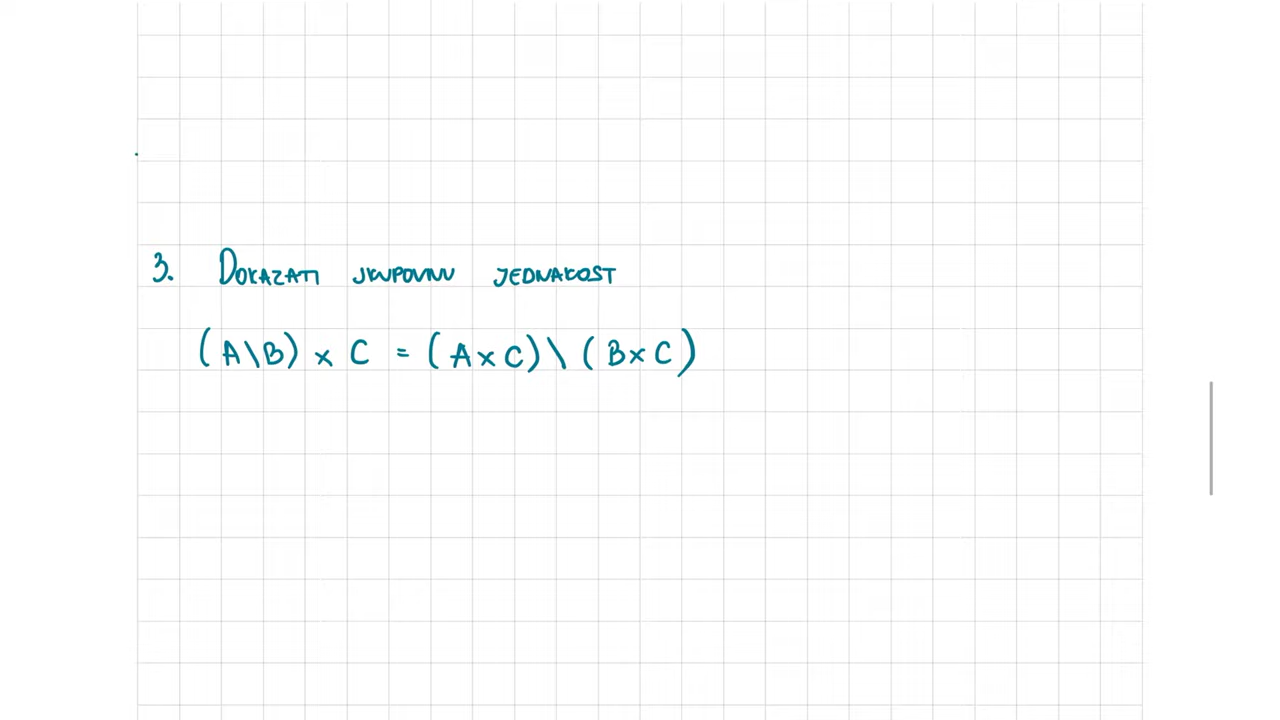 3. DOKAZATI SKUPOVNU JEDNAKOST
(A\B) × C = (A×C)\(B×C)